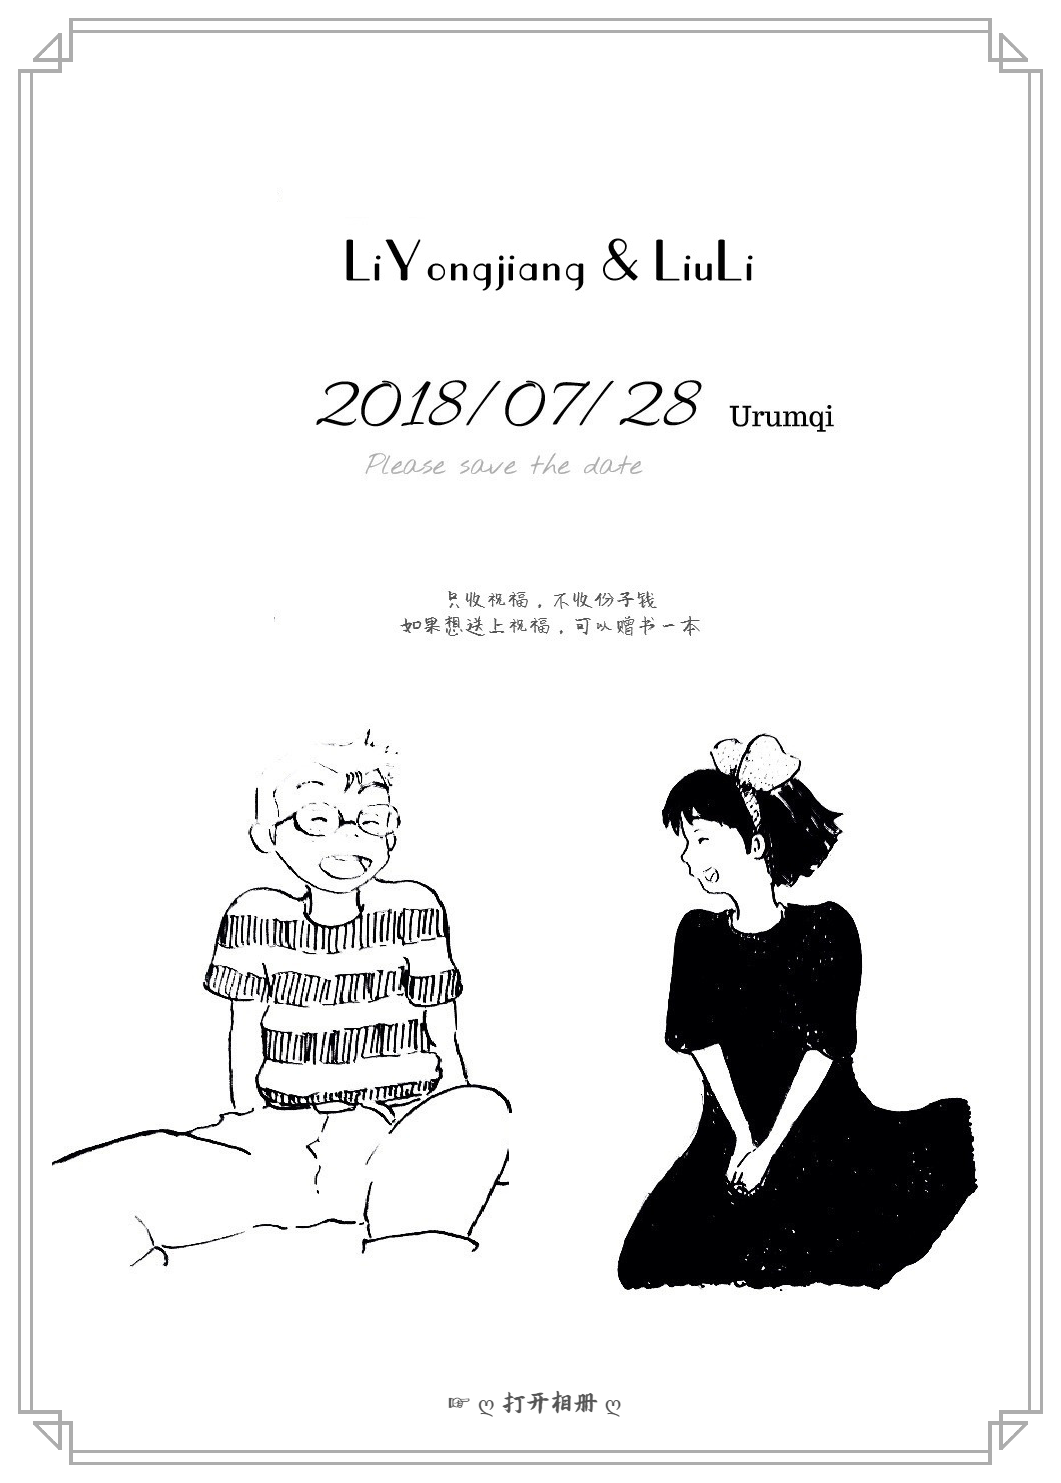 LiYongjiang & LiuLi
2018/07/28 Urumqi
Please save the date
只收祝福，不收份子钱
如果想送上祝福，可以赠书一本
☞ ღ 打开相册 ღ